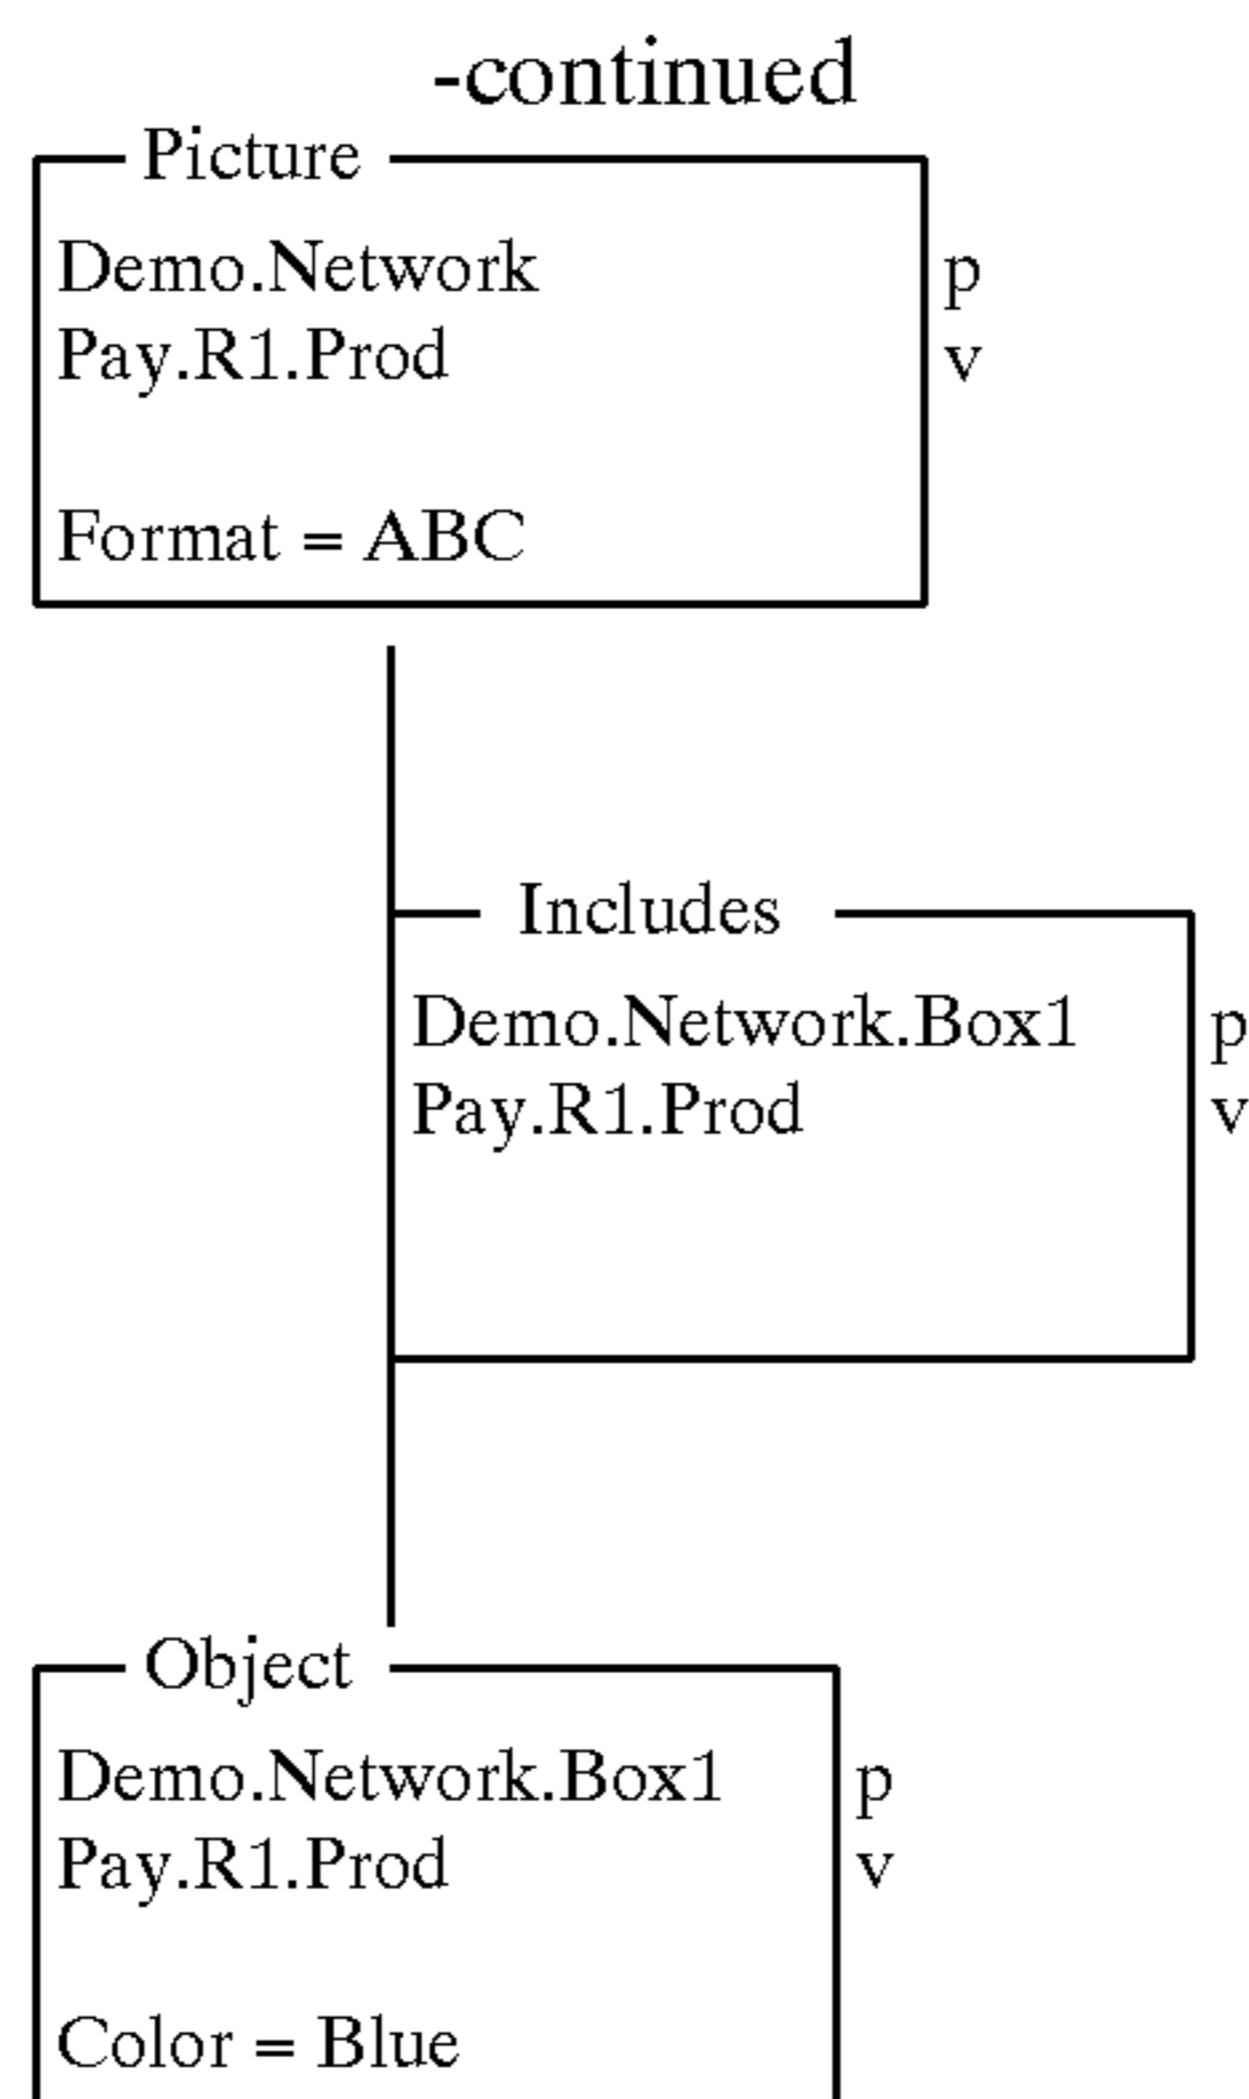 -continued
Picture
Demo.Network p
Pay.R1.Prod v
Format = ABC
Includes
Demo.Network.Box1 p
Pay.R1.Prod v
Object
Demo.Network.Box1 p
Pay.R1.Prod v
Color = Blue